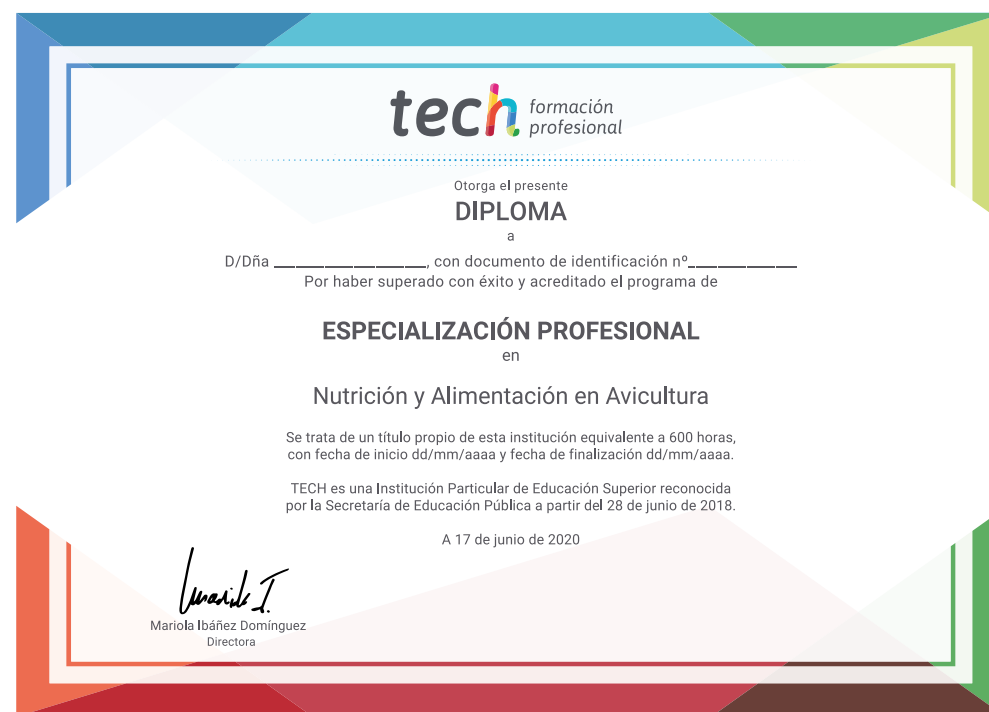 tech formación
profesional
Otorga el presente
DIPLOMA
a
D/Dña ______________, con documento de identificación nº__________
Por haber superado con éxito y acreditado el programa de
ESPECIALIZACIÓN PROFESIONAL
en
Nutrición y Alimentación en Avicultura
Se trata de un título propio de esta institución equivalente a 600 horas,
con fecha de inicio dd/mm/aaaa y fecha de finalización dd/mm/aaaa.
TECH es una Institución Particular de Educación Superior reconocida
por la Secretaría de Educación Pública a partir del 28 de junio de 2018.
A 17 de junio de 2020
Mariola Ibáñez Domínguez
Directora